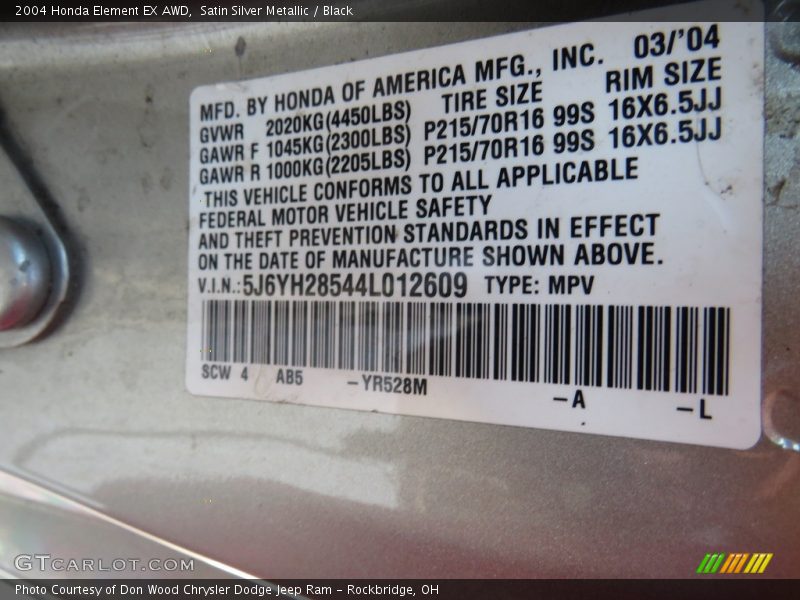 2004 Honda Element EX AWD, Satin Silver Metallic / Black
MFD. BY HONDA OF AMERICA MFG., INC. 03/'04
GVWR 2020KG(4450LBS) TIRE SIZE RIM SIZE
GAWR F 1045KG(2300LBS) P215/70R16 99S 16X6.5JJ
GAWR R 1000KG(2205LBS) P215/70R16 99S 16X6.5JJ
THIS VEHICLE CONFORMS TO ALL APPLICABLE
FEDERAL MOTOR VEHICLE SAFETY
AND THEFT PREVENTION STANDARDS IN EFFECT
ON THE DATE OF MANUFACTURE SHOWN ABOVE.
V.I.N.: 5J6YH28544L012609 TYPE: MPV
SCW 4 AB5 –YR528M –A –L
GTCARLOT.COM
Photo Courtesy of Don Wood Chrysler Dodge Jeep Ram – Rockbridge, OH